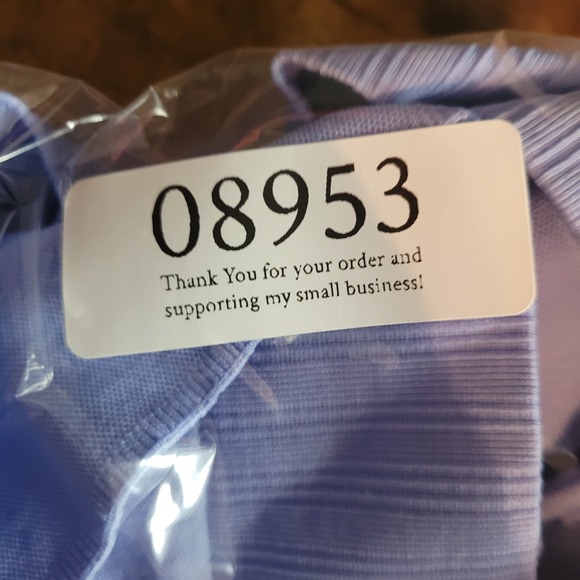 08953
Thank You for your order and
supporting my small business!